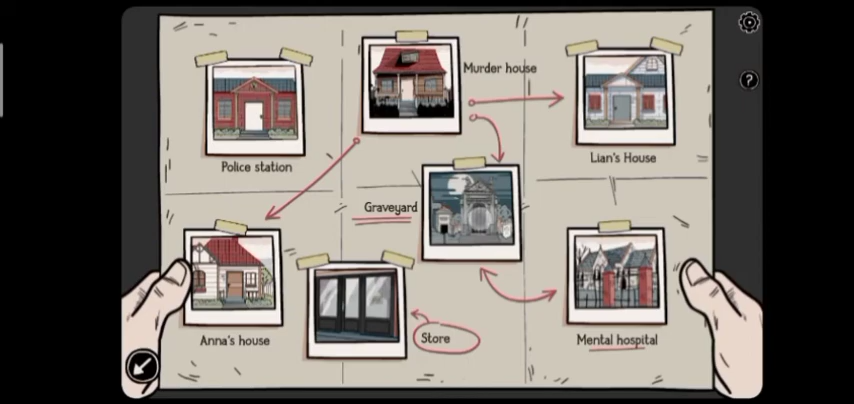 Murder house
Lian's House
Police station
Graveyard
Anna's house
Store
Mental hospital
?